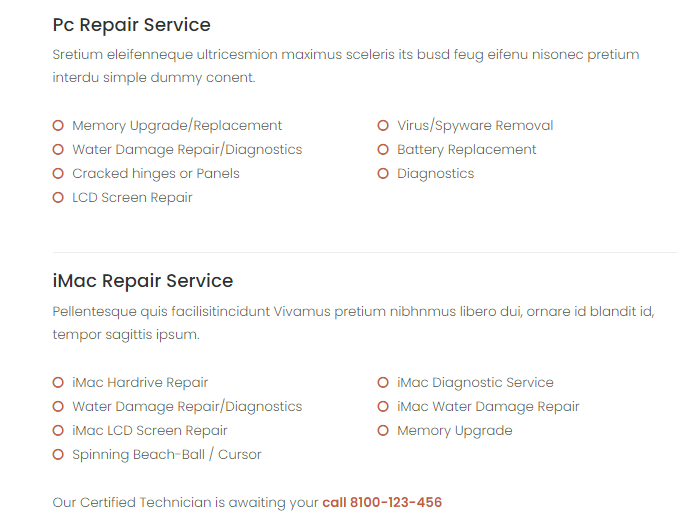 Pc Repair Service
Sretium eleifenneque ultricesmion maximus sceleris its busd feug eifenu nisonec pretium
interdu simple dummy conent.
Memory Upgrade/Replacement
Water Damage Repair/Diagnostics
Cracked hinges or Panels
LCD Screen Repair
Virus/Spyware Removal
Battery Replacement
Diagnostics
iMac Repair Service
Pellentesque quis facilisitincidunt Vivamus pretium nibhnmus libero dui, ornare id blandit id,
tempor sagittis ipsum.
iMac Hardrive Repair
Water Damage Repair/Diagnostics
iMac LCD Screen Repair
Spinning Beach-Ball / Cursor
iMac Diagnostic Service
iMac Water Damage Repair
Memory Upgrade
Our Certified Technician is awaiting your call 8100-123-456